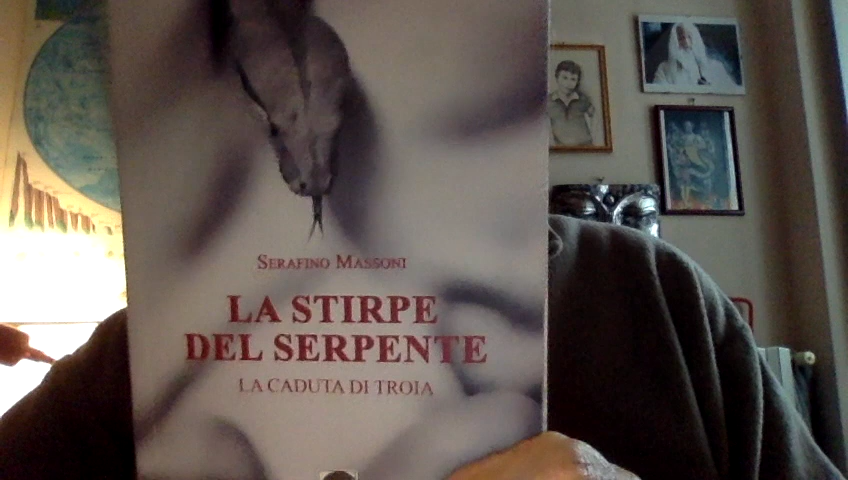 SERAFINO MASSONI
LA STIRPE
DEL SERPENTE
LA CADUTA DI TROIA